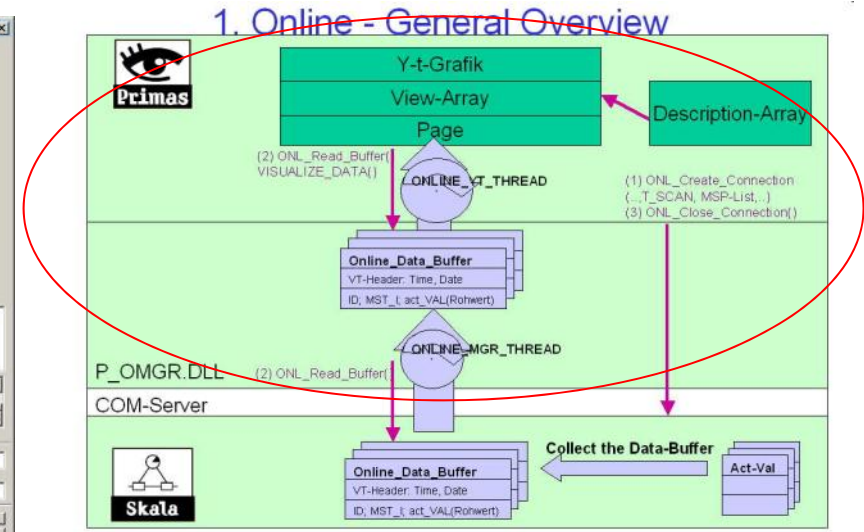 1. Online - General Overview
Primas
Y-t-Grafik
View-Array
Page
Description-Array
(2) ONL_Read_Buffer(
VISUALIZE_DATA()
ONLINE_YT_THREAD
(1) ONL_Create_Connection
(..,T_SCAN, MSP-List,..)
(3) ONL_Close_Connection()
Online_Data_Buffer
VT-Header: Time, Date
ID; MST_I; act_VAL(Rohwert)
ONLINE_MGR_THREAD
P_OMGR.DLL
(2) ONL_Read_Buffer(
COM-Server
Collect the Data-Buffer
Act-Val
Online_Data_Buffer
VT-Header: Time, Date
ID; MST_I; act_VAL(Rohwert)
Skala